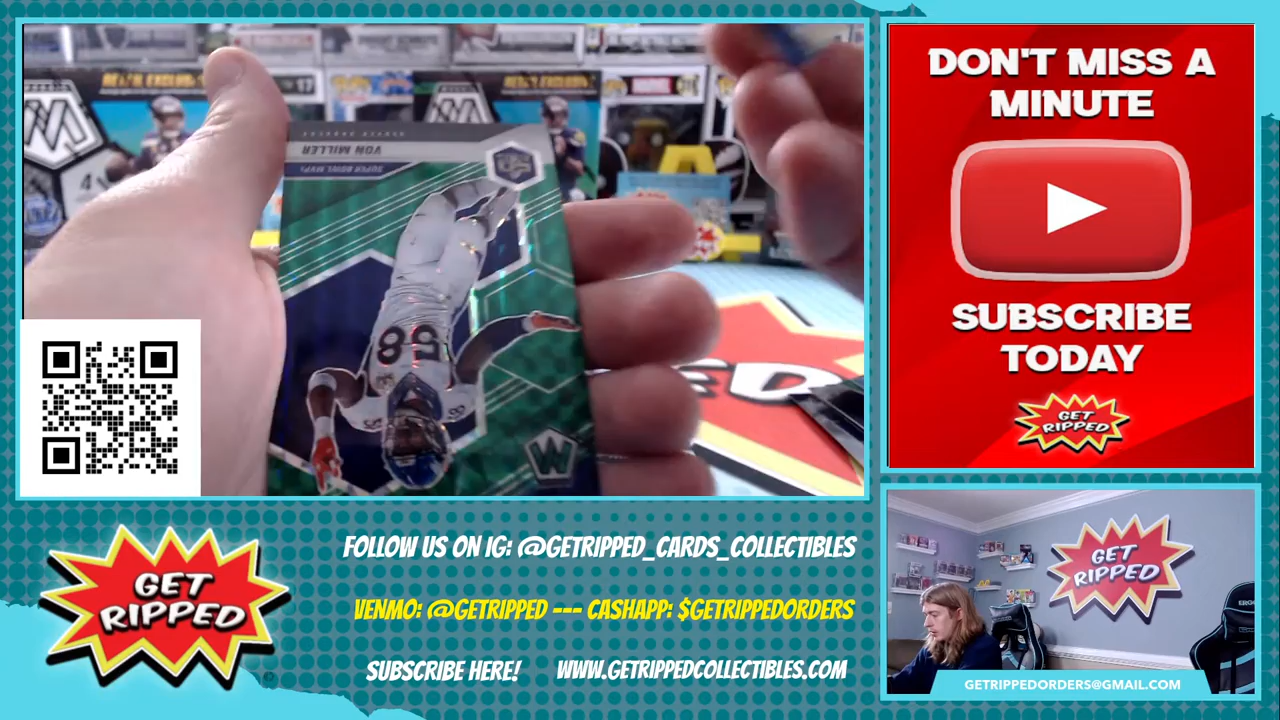 VON MILLER
SUPER BOWL MVPs
58
DON'T MISS A
MINUTE
SUBSCRIBE
TODAY
GET
RIPPED
GET
RIPPED
FOLLOW US ON IG: @GETRIPPED_CARDS_COLLECTIBLES
VENMO: @GETRIPPED --- CASHAPP: $GETRIPPEDORDERS
SUBSCRIBE HERE!
WWW.GETRIPPEDCOLLECTIBLES.COM
GET
RIPPED
GETRIPPEDORDERS@GMAIL.COM